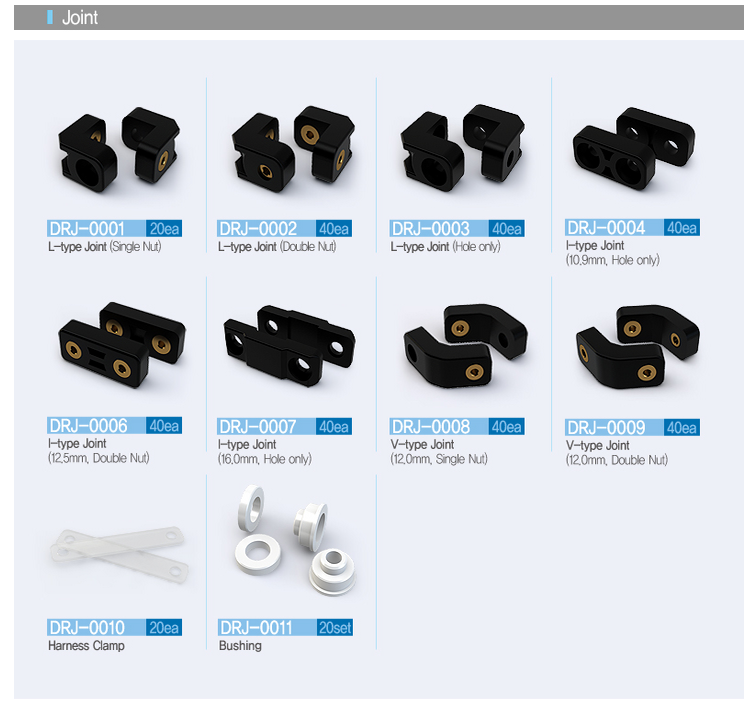 Joint
DRJ-0001 20ea
L-type Joint (Single Nut)
DRJ-0002 40ea
L-type Joint (Double Nut)
DRJ-0003 40ea
L-type Joint (Hole only)
DRJ-0004 40ea
I-type Joint
(10,9mm, Hole only)
DRJ-0006 40ea
I-type Joint
(12,5mm, Double Nut)
DRJ-0007 40ea
I-type Joint
(16,0mm, Hole only)
DRJ-0008 40ea
V-type Joint
(12,0mm, Single Nut)
DRJ-0009 40ea
V-type Joint
(12,0mm, Double Nut)
DRJ-0010 20ea
Harness Clamp
DRJ-0011 20set
Bushing